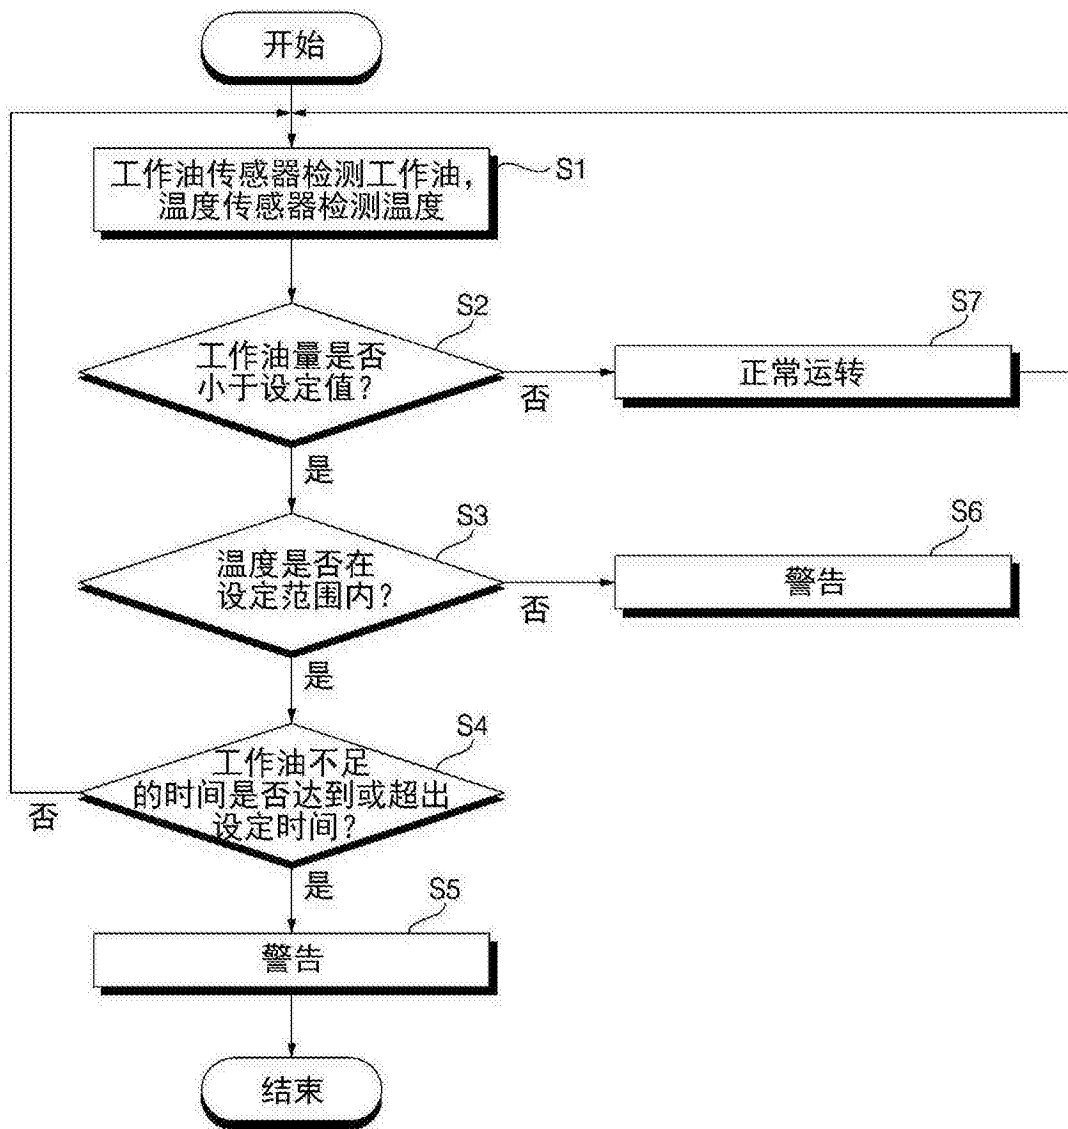 开始
工作油传感器检测工作油，
温度传感器检测温度
S1
S2
工作油量是否
小于设定值？
否
S7
正常运转
是
S3
温度是否在
设定范围内？
否
S6
警告
是
S4
工作油不足
的时间是否达到或超出
设定时间？
否
是
S5
警告
结束